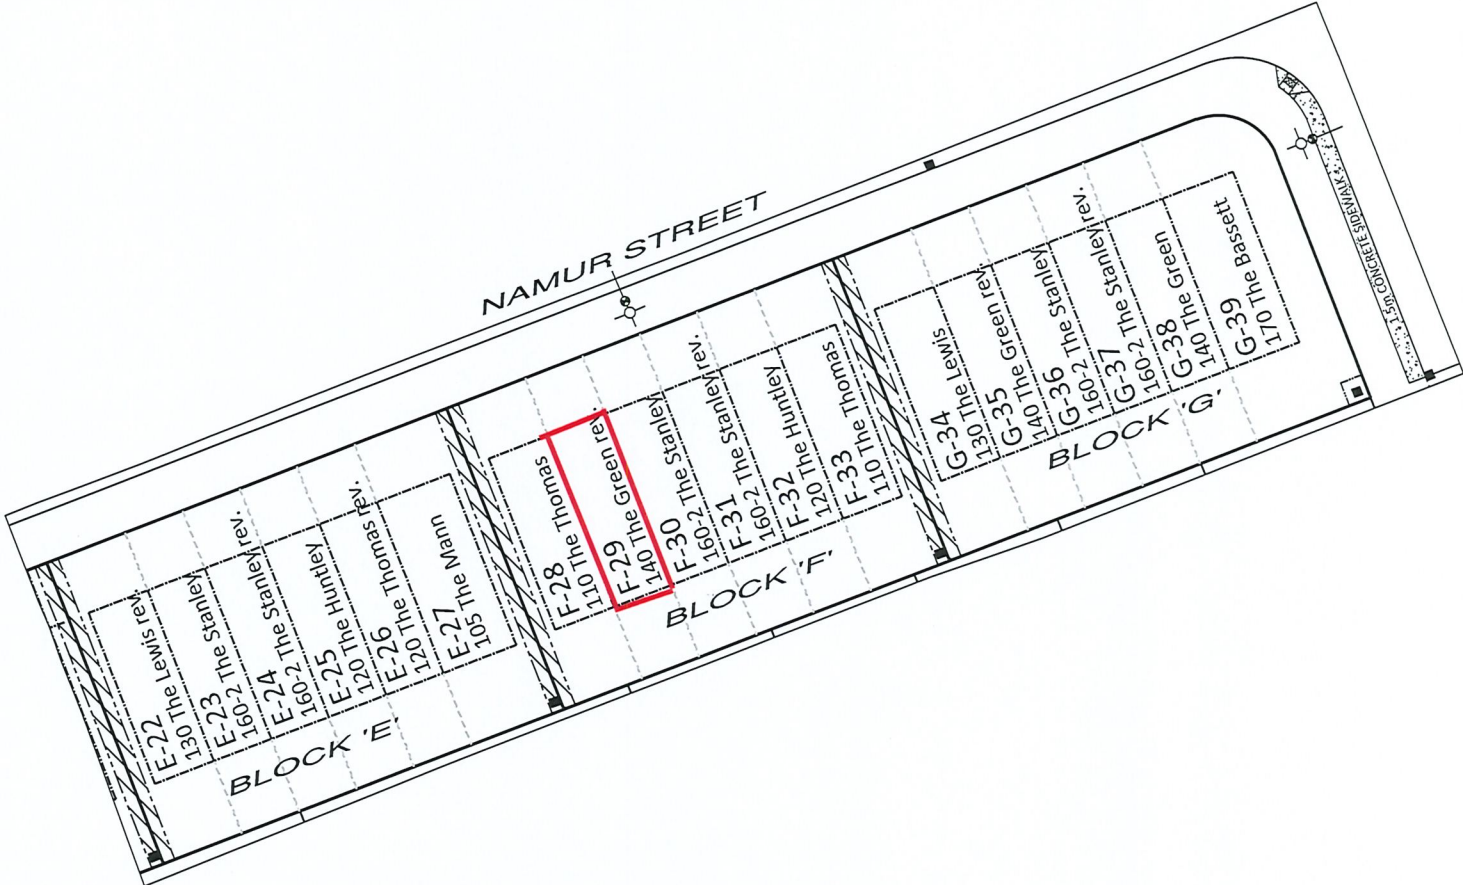 NAMUR STREET
E-22
130 The Lewis rev.
E-23
160-2 The Stanley
E-24
160-2 The Stanley rev.
E-25
120 The Huntley
E-26
120 The Thomas rev.
E-27
105 The Mann
BLOCK 'E'
F-28
110 The Thomas
F-29
140 The Green rev.
F-30
160-2 The Stanley
F-31
160-2 The Stanley rev.
F-32
120 The Huntley
F-33
110 The Thomas
BLOCK 'F'
G-34
130 The Lewis
G-35
140 The Green rev.
G-36
160-2 The Stanley
G-37
160-2 The Stanley rev.
G-38
140 The Green
G-39
170 The Bassett
BLOCK 'G'
1.5m CONCRETE SIDEWALK